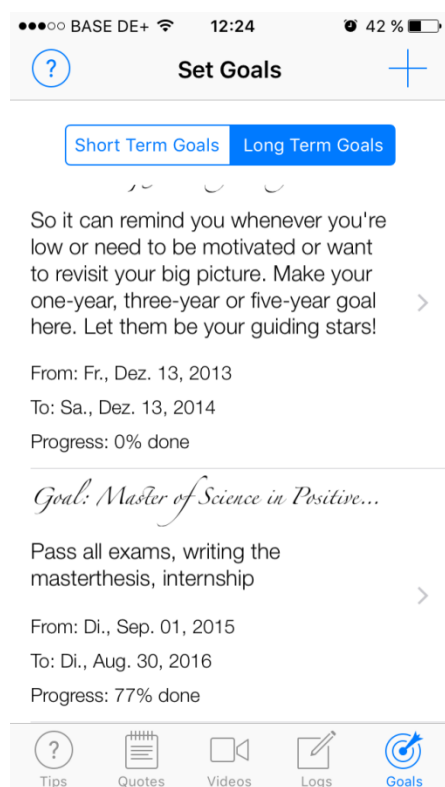 BASE DE+ 12:24 42 %
? Set Goals
Short Term Goals Long Term Goals
So it can remind you whenever you're
low or need to be motivated or want
to revisit your big picture. Make your
one-year, three-year or five-year goal
here. Let them be your guiding stars!
From: Fr., Dez. 13, 2013
To: Sa., Dez. 13, 2014
Progress: 0% done
Goal: Master of Science in Positive...
Pass all exams, writing the
masterthesis, internship
From: Di., Sep. 01, 2015
To: Di., Aug. 30, 2016
Progress: 77% done
?
Tips Quotes Videos Logs Goals